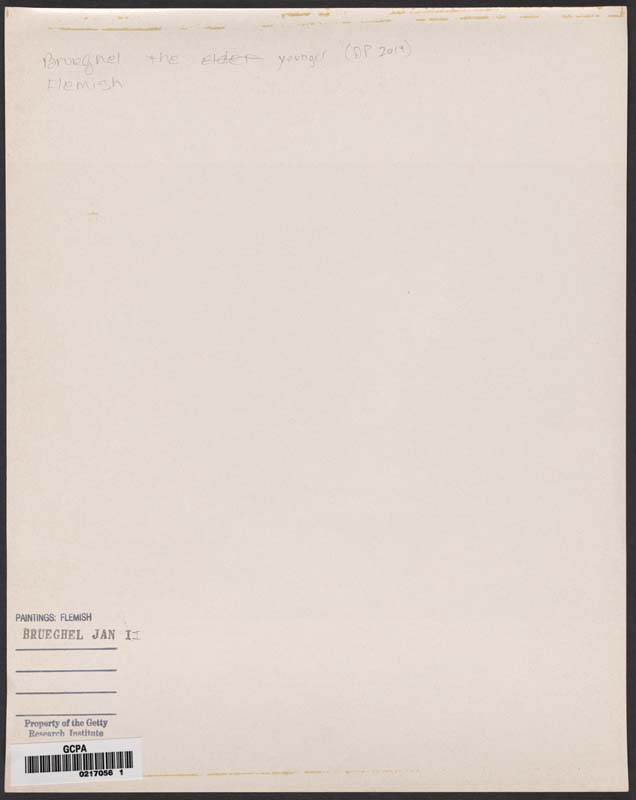 Brueghel the elder younger (DP 2019)
Flemish
PAINTINGS: FLEMISH
BRUEGHEL JAN II
Property of the Getty
Research Institute
GCPA
0217056 1